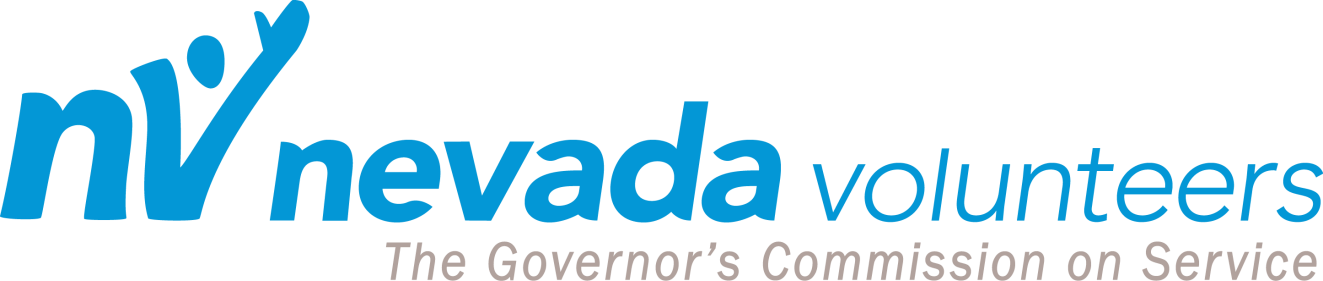 nv nevada volunteers
The Governor's Commission on Service